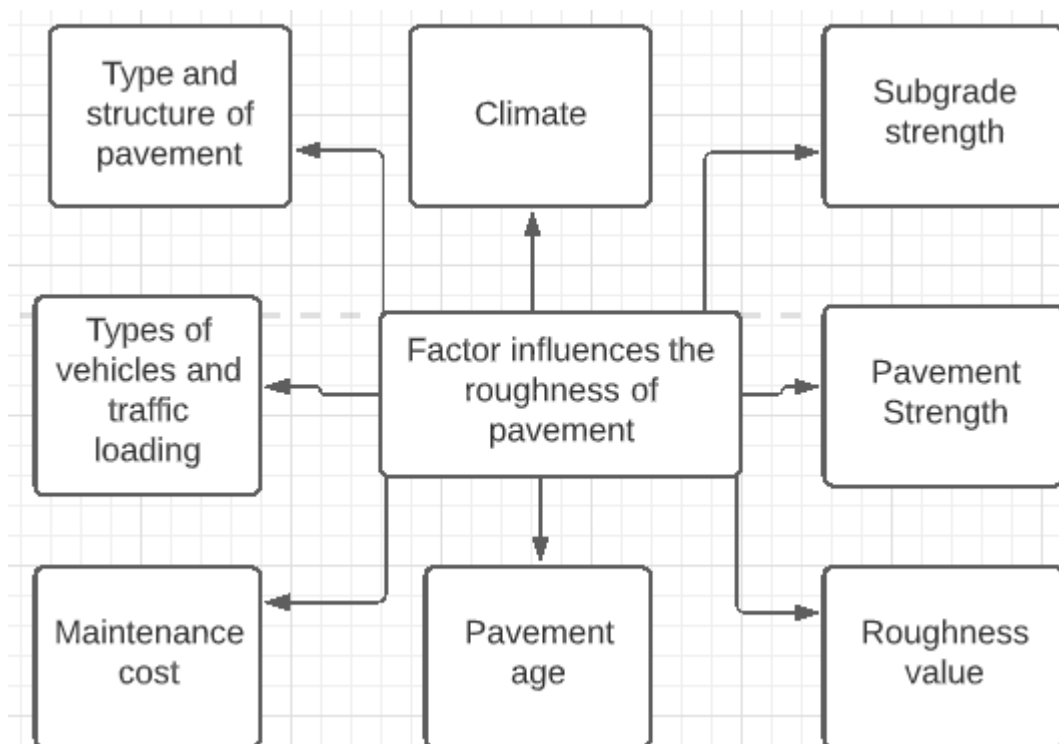 Type and
structure of
pavement
Climate
Subgrade
strength
Types of
vehicles and
traffic
loading
Factor influences the
roughness of
pavement
Pavement
Strength
Maintenance
cost
Pavement
age
Roughness
value